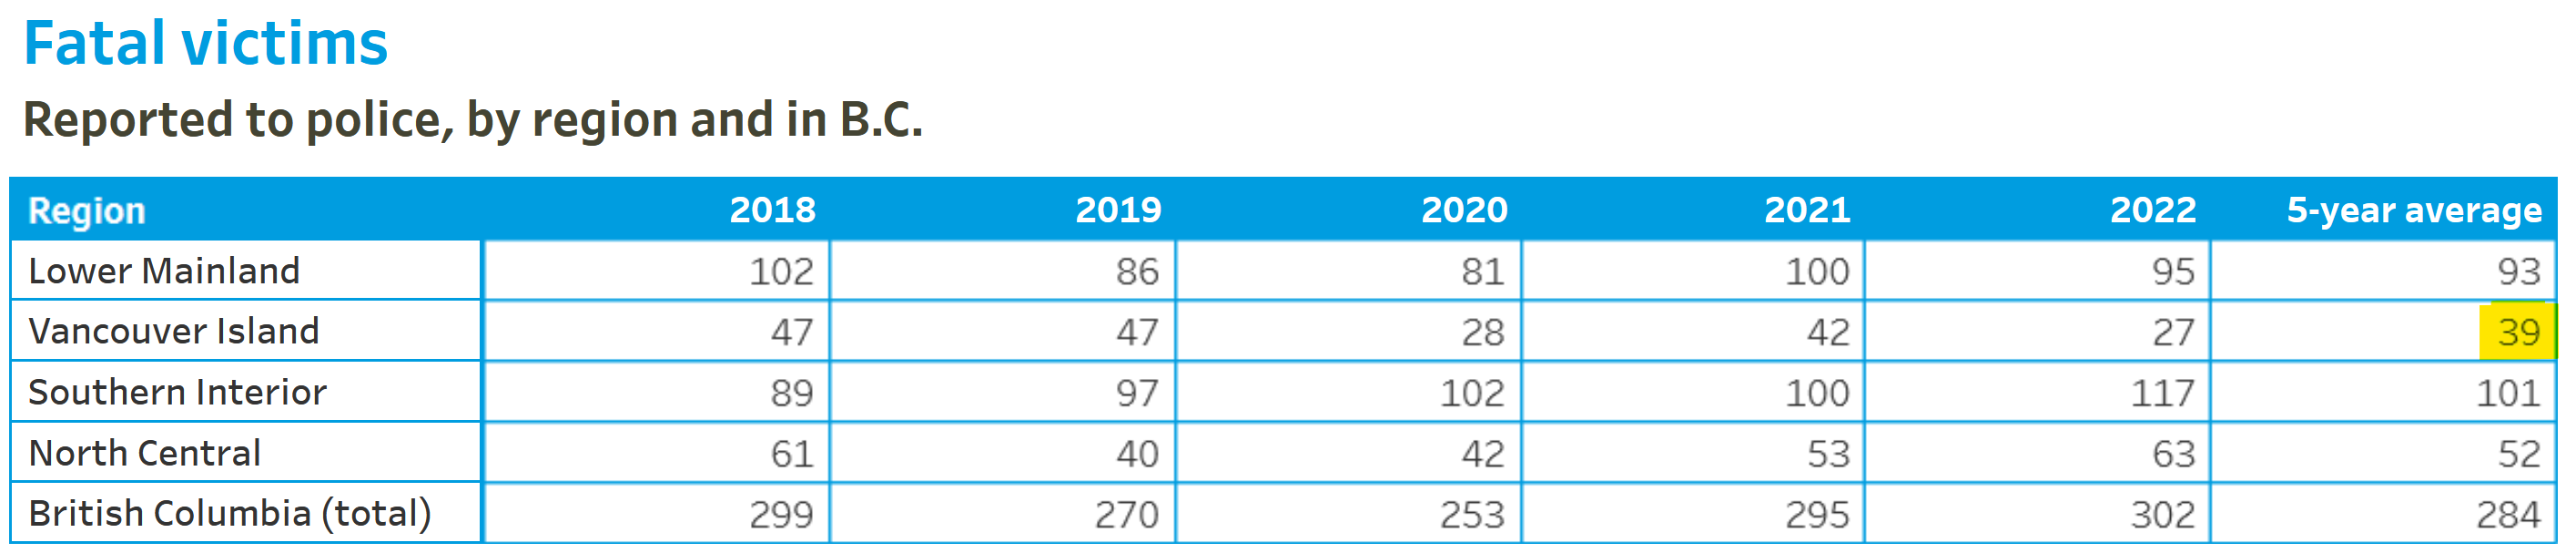 Fatal victims
Reported to police, by region and in B.C.
Region 2018 2019 2020 2021 2022 5-year average
Lower Mainland 102 86 81 100 95 93
Vancouver Island 47 47 28 42 27 39
Southern Interior 89 97 102 100 117 101
North Central 61 40 42 53 63 52
British Columbia (total) 299 270 253 295 302 284